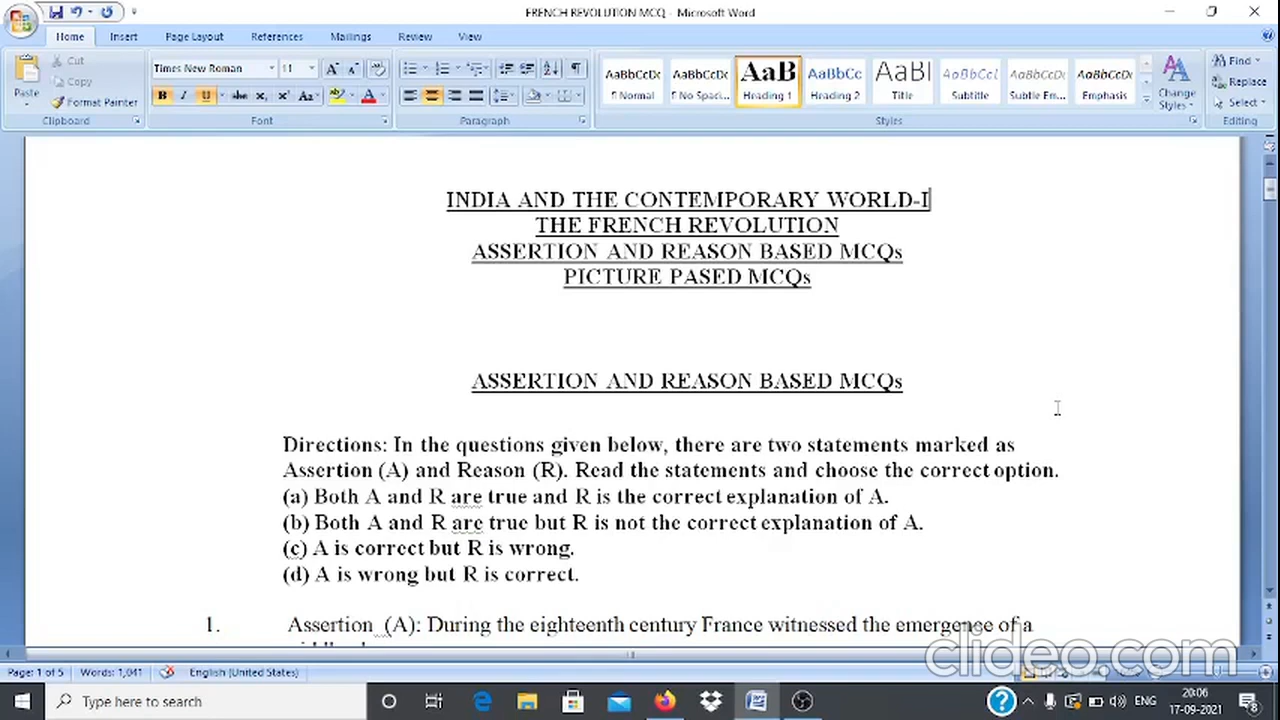 FRENCH REVOLUTION MCQ - Microsoft Word
Home Insert Page Layout References Mailings Review View
Paste
Cut
Copy
Format Painter
Clipboard
Times New Roman 11
Font
Paragraph
AaBbCcDc AaBbCcDc AaB AaBbCc AaBl AaBbCcl AaBbCcDc AaBbCcDc
¶ Normal ¶ No Spaci... Heading 1 Heading 2 Title Subtitle Subtle Em... Emphasis
Change Styles
Styles
Find
Replace
Select
Editing
INDIA AND THE CONTEMPORARY WORLD-I
THE FRENCH REVOLUTION
ASSERTION AND REASON BASED MCQs
PICTURE PASED MCQs
ASSERTION AND REASON BASED MCQs
Directions: In the questions given below, there are two statements marked as
Assertion (A) and Reason (R). Read the statements and choose the correct option.
(a) Both A and R are true and R is the correct explanation of A.
(b) Both A and R are true but R is not the correct explanation of A.
(c) A is correct but R is wrong.
(d) A is wrong but R is correct.
1. Assertion (A): During the eighteenth century France witnessed the emergence of a
clideo.com
Page: 1 of 5 Words: 1,041 English (United States)
Type here to search
ENG
20:06
17-09-2021